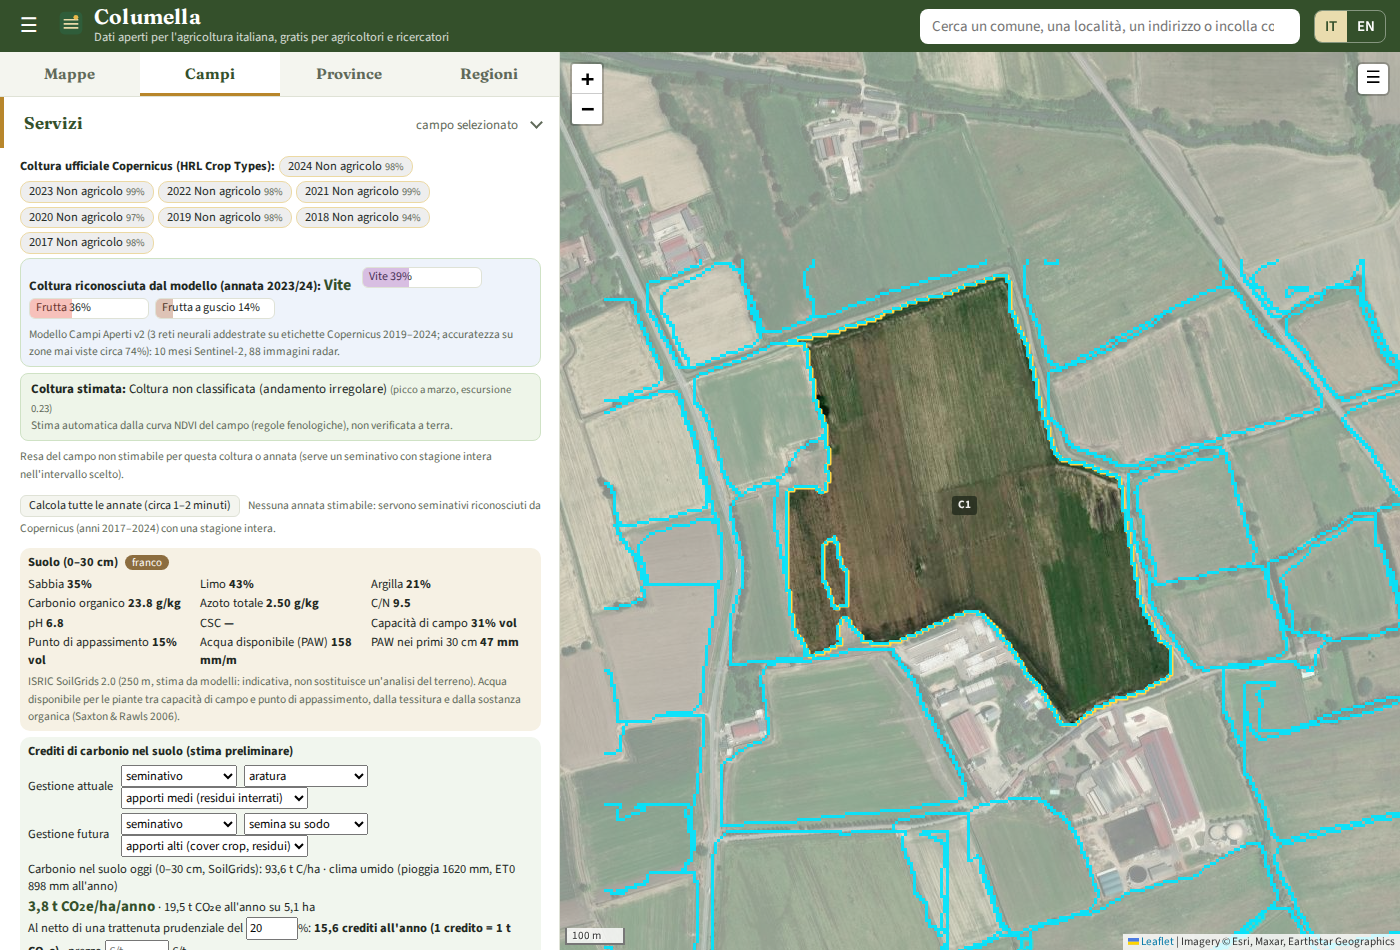 ☰ Columella
Dati aperti per l'agricoltura italiana, gratis per agricoltori e ricercatori
Cerca un comune, una località, un indirizzo o incolla cc
IT EN
Mappe Campi Province Regioni
Servizi campo selezionato
Coltura ufficiale Copernicus (HRL Crop Types): 2024 Non agricolo 98%
2023 Non agricolo 99% 2022 Non agricolo 98% 2021 Non agricolo 99%
2020 Non agricolo 97% 2019 Non agricolo 98% 2018 Non agricolo 94%
2017 Non agricolo 98%
Coltura riconosciuta dal modello (annata 2023/24): Vite Vite 39%
Frutta 36% Frutta a guscio 14%
Modello Campi Aperti v2 (3 reti neurali addestrate su etichette Copernicus 2019–2024; accuratezza su
zone mai viste circa 74%): 10 mesi Sentinel-2, 88 immagini radar.
Coltura stimata: Coltura non classificata (andamento irregolare) (picco a marzo, escursione
0.23)
Stima automatica dalla curva NDVI del campo (regole fenologiche), non verificata a terra.
Resa del campo non stimabile per questa coltura o annata (serve un seminativo con stagione intera
nell'intervallo scelto).
Calcola tutte le annate (circa 1–2 minuti) Nessuna annata stimabile: servono seminativi riconosciuti da
Copernicus (anni 2017–2024) con una stagione intera.
Suolo (0–30 cm) franco
Sabbia 35% Limo 43% Argilla 21%
Carbonio organico 23.8 g/kg Azoto totale 2.50 g/kg C/N 9.5
pH 6.8 CSC — Capacità di campo 31% vol
Punto di appassimento 15% vol Acqua disponibile (PAW) 158 mm/m PAW nei primi 30 cm 47 mm
ISRIC SoilGrids 2.0 (250 m, stima da modelli: indicativa, non sostituisce un'analisi del terreno). Acqua
disponibile per le piante tra capacità di campo e punto di appassimento, dalla tessitura e dalla sostanza
organica (Saxton & Rawls 2006).
Crediti di carbonio nel suolo (stima preliminare)
Gestione attuale seminativo aratura
apporti medi (residui interrati)
Gestione futura seminativo semina su sodo
apporti alti (cover crop, residui)
Carbonio nel suolo oggi (0–30 cm, SoilGrids): 93,6 t C/ha · clima umido (pioggia 1620 mm, ET0
898 mm all'anno)
3,8 t CO₂e/ha/anno · 19,5 t CO₂e all'anno su 5,1 ha
Al netto di una trattenuta prudenziale del 20 %: 15,6 crediti all'anno (1 credito = 1 t
+
−
☰
C1
100 m
Leaflet | Imagery © Esri, Maxar, Earthstar Geographics